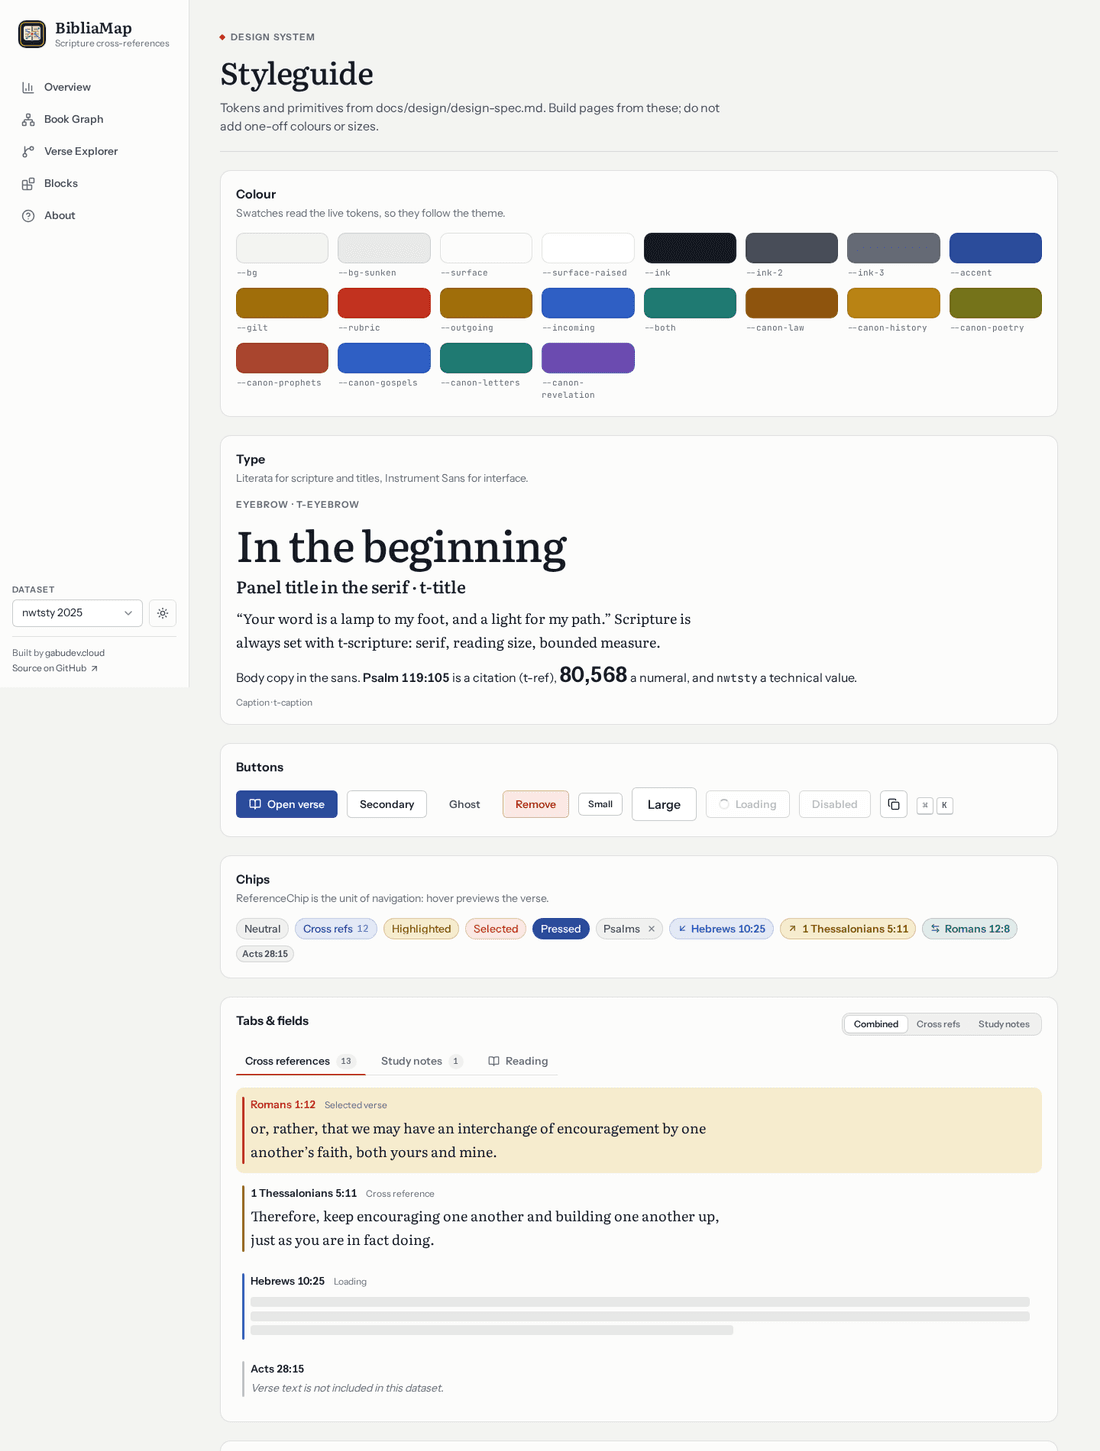 BibliaMap
Scripture cross-references
Overview
Book Graph
Verse Explorer
Blocks
About
DATASET
nwtsty 2025
Built by gabudev.cloud
Source on GitHub ↗
DESIGN SYSTEM
Styleguide
Tokens and primitives from docs/design/design-spec.md. Build pages from these; do not
add one-off colours or sizes.
Colour
Swatches read the live tokens, so they follow the theme.
--bg
--bg-sunken
--surface
--surface-raised
--ink
--ink-2
--ink-3
--accent
--gilt
--rubric
--outgoing
--incoming
--both
--canon-law
--canon-history
--canon-poetry
--canon-prophets
--canon-gospels
--canon-letters
--canon-
revelation
Type
Literata for scripture and titles, Instrument Sans for interface.
EYEBROW · T-EYEBROW
In the beginning
Panel title in the serif · t-title
“Your word is a lamp to my foot, and a light for my path.” Scripture is
always set with t-scripture: serif, reading size, bounded measure.
Body copy in the sans. Psalm 119:105 is a citation (t-ref), 80,568 a numeral, and nwtsty a technical value.
Caption · t-caption
Buttons
Open verse
Secondary
Ghost
Remove
Small
Large
Loading
Disabled
⌘ K
Chips
ReferenceChip is the unit of navigation: hover previews the verse.
Neutral
Cross refs 12
Highlighted
Selected
Pressed
Psalms ×
↙ Hebrews 10:25
↗ 1 Thessalonians 5:11
⇆ Romans 12:8
Acts 28:15
Tabs & fields
Combined
Cross refs
Study notes
Cross references 13
Study notes 1
Reading
Romans 1:12 Selected verse
or, rather, that we may have an interchange of encouragement by one
another’s faith, both yours and mine.
1 Thessalonians 5:11 Cross reference
Therefore, keep encouraging one another and building one another up,
just as you are in fact doing.
Hebrews 10:25 Loading
Acts 28:15
Verse text is not included in this dataset.